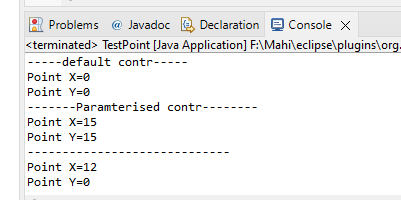 Problems @ Javadoc Declaration Console
<terminated> TestPoint [Java Application] F:\Mahi\eclipse\plugins\org.
-----default contr-----
Point X=0
Point Y=0
-------Paramterised contr--------
Point X=15
Point Y=15
-----------------------------
Point X=12
Point Y=0